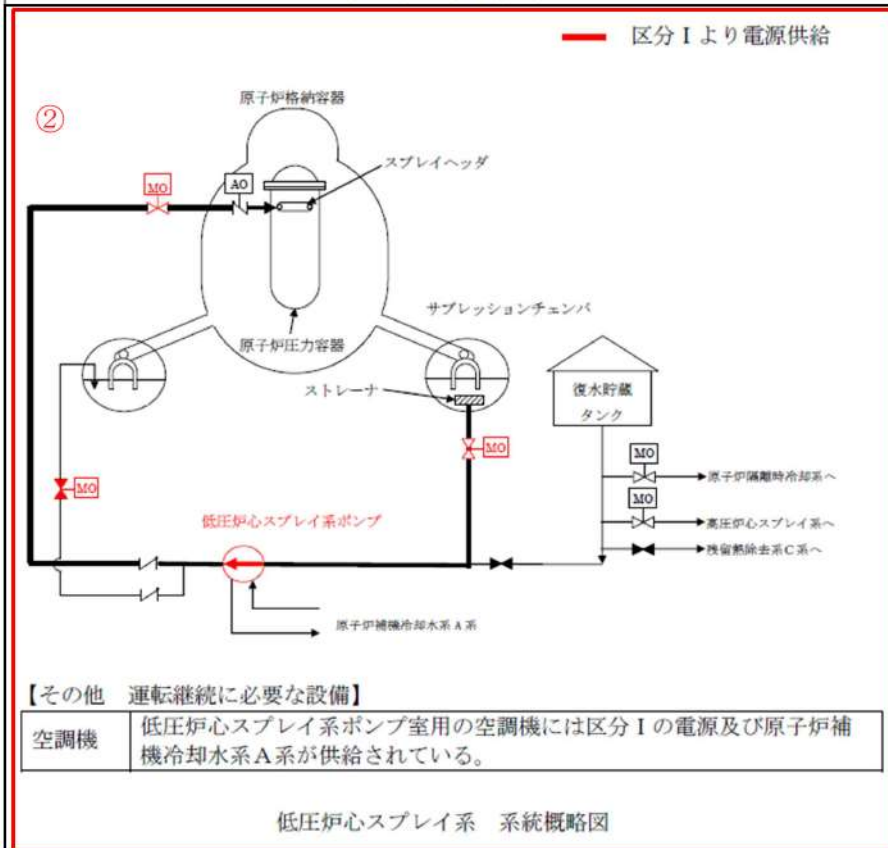 区分Ⅰより電源供給
②
原子炉格納容器
スプレイヘッダ
MO
AO
サプレッションチェンバ
原子炉圧力容器
ストレーナ
復水貯蔵
タンク
MO
MO
原子炉隔離時冷却系へ
MO
MO
高圧炉心スプレイ系へ
低圧炉心スプレイ系ポンプ
残留熱除去系C系へ
原子炉補機冷却水系A系
【その他 運転継続に必要な設備】
空調機
低圧炉心スプレイ系ポンプ室用の空調機には区分Ⅰの電源及び原子炉補
機冷却水系A系が供給されている。
低圧炉心スプレイ系 系統概略図